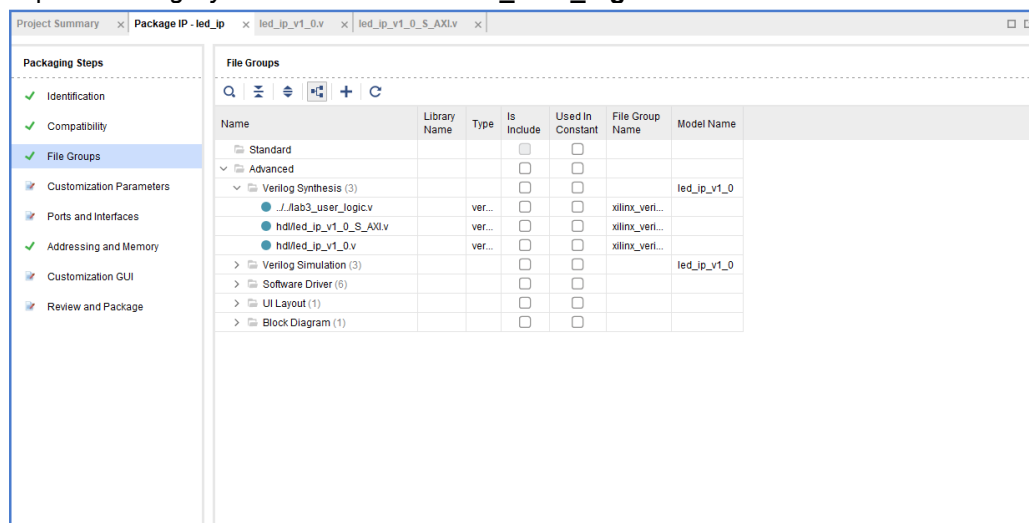 Project Summary × Package IP - led_ip × led_ip_v1_0.v × led_ip_v1_0_S_AXI.v ×
Packaging Steps
Identification
Compatibility
File Groups
Customization Parameters
Ports and Interfaces
Addressing and Memory
Customization GUI
Review and Package
File Groups
Name Library Name Type Is Include Used In Constant File Group Name Model Name
Standard
Advanced
Verilog Synthesis (3) led_ip_v1_0
../../lab3_user_logic.v ver... xilinx_veri...
hdl/led_ip_v1_0_S_AXI.v ver... xilinx_veri...
hdl/led_ip_v1_0.v ver... xilinx_veri...
Verilog Simulation (3) led_ip_v1_0
Software Driver (6)
UI Layout (1)
Block Diagram (1)